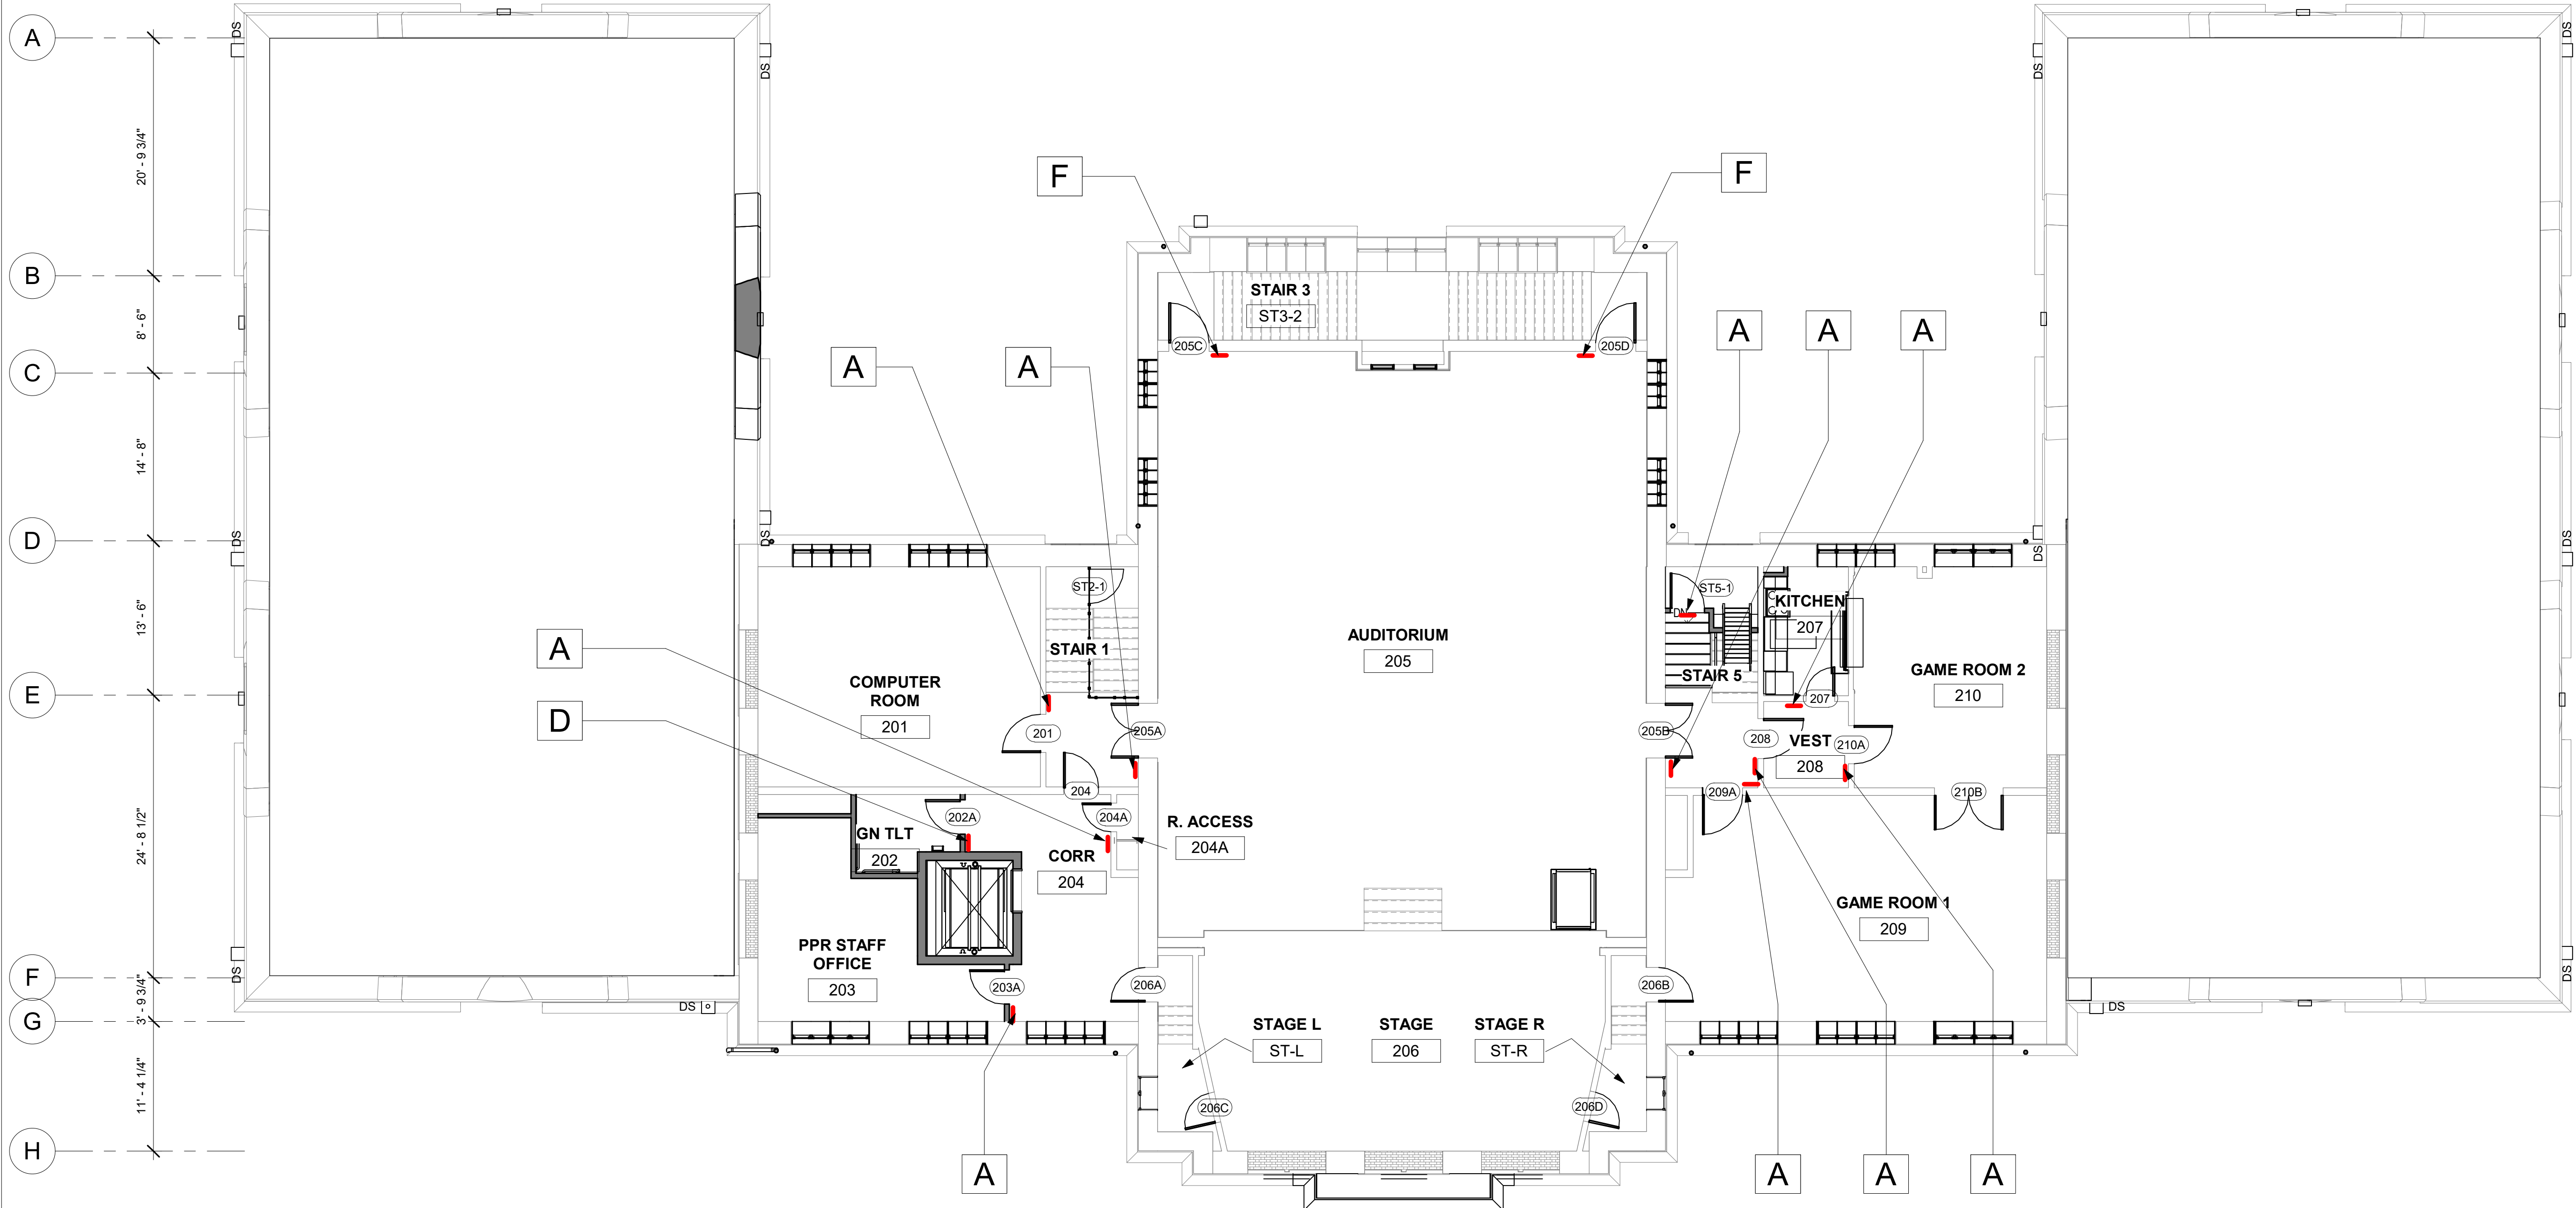 DS
DS
DS
DS
A
DS
DS
20' - 9 3/4"
F
F
B
STAIR 3
ST3-2
8' - 6"
A
A
A
205C
205D
A
A
C
14' - 8"
D
DS
DS
DS
DS
ST2-1
ST5-1
KITCHEN
207
13' - 6"
DN
A
STAIR 1
AUDITORIUM
205
STAIR 5
GAME ROOM 2
210
COMPUTER
ROOM
201
E
207
D
201
205A
205B
208
VEST
208
210A
204
209A
210B
24' - 8 1/2"
202A
204A
R. ACCESS
204A
GN TLT
202
CORR
204
GAME ROOM 1
209
PPR STAFF
OFFICE
203
F
DS
DS
203A
206A
206B
3' - 9 3/4"
G
DS
DS
STAGE L
ST-L
STAGE
206
STAGE R
ST-R
11' - 4 1/4"
206C
206D
H
A
A
A
A